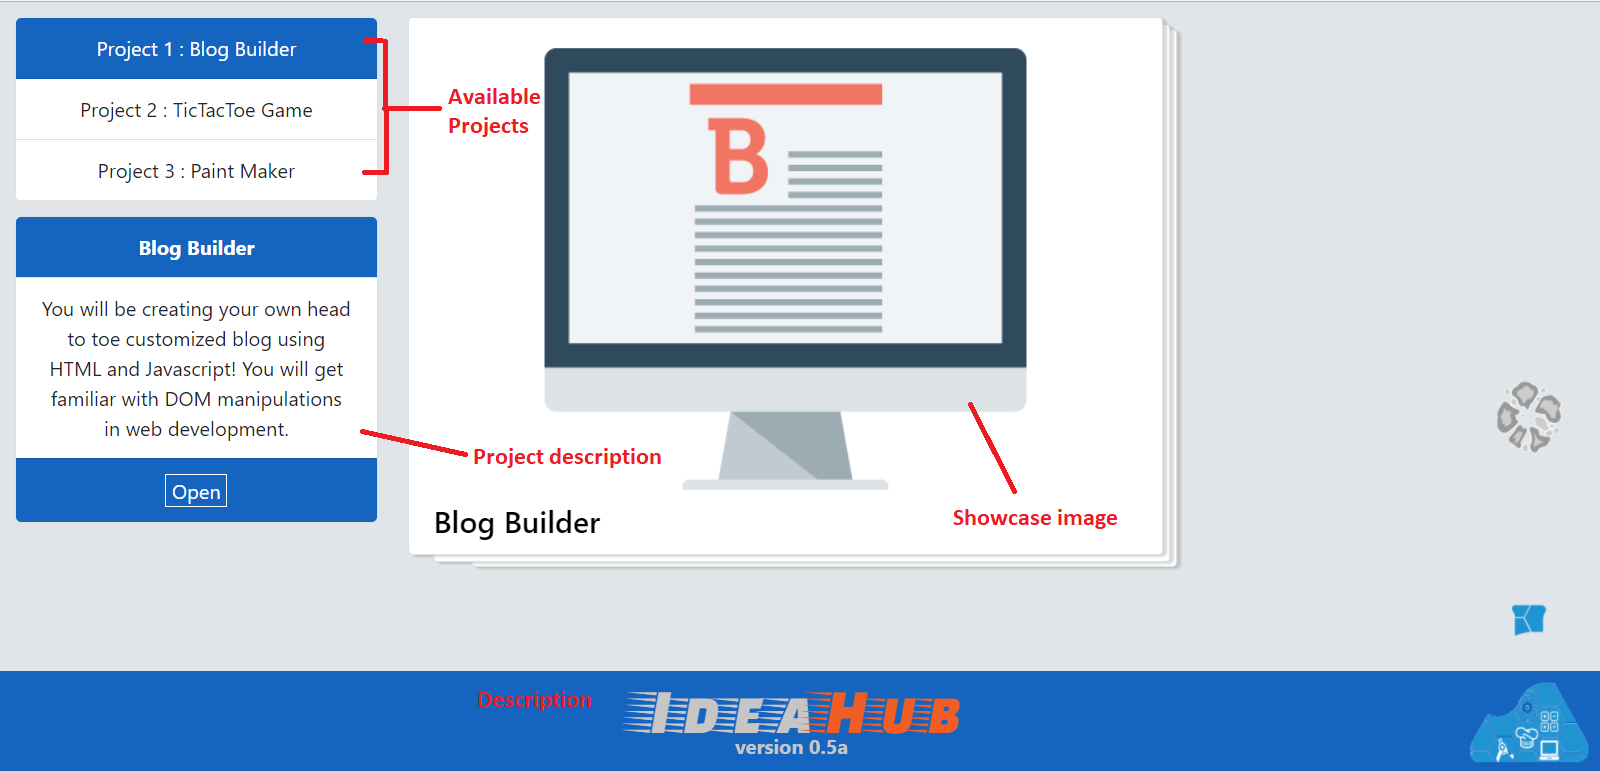 Project 1 : Blog Builder
Project 2 : TicTacToe Game
Project 3 : Paint Maker
Available
Projects
Blog Builder
You will be creating your own head
to toe customized blog using
HTML and Javascript! You will get
familiar with DOM manipulations
in web development.
Open
Project description
B
Blog Builder
Showcase image
Description
IDEAHUB
version 0.5a